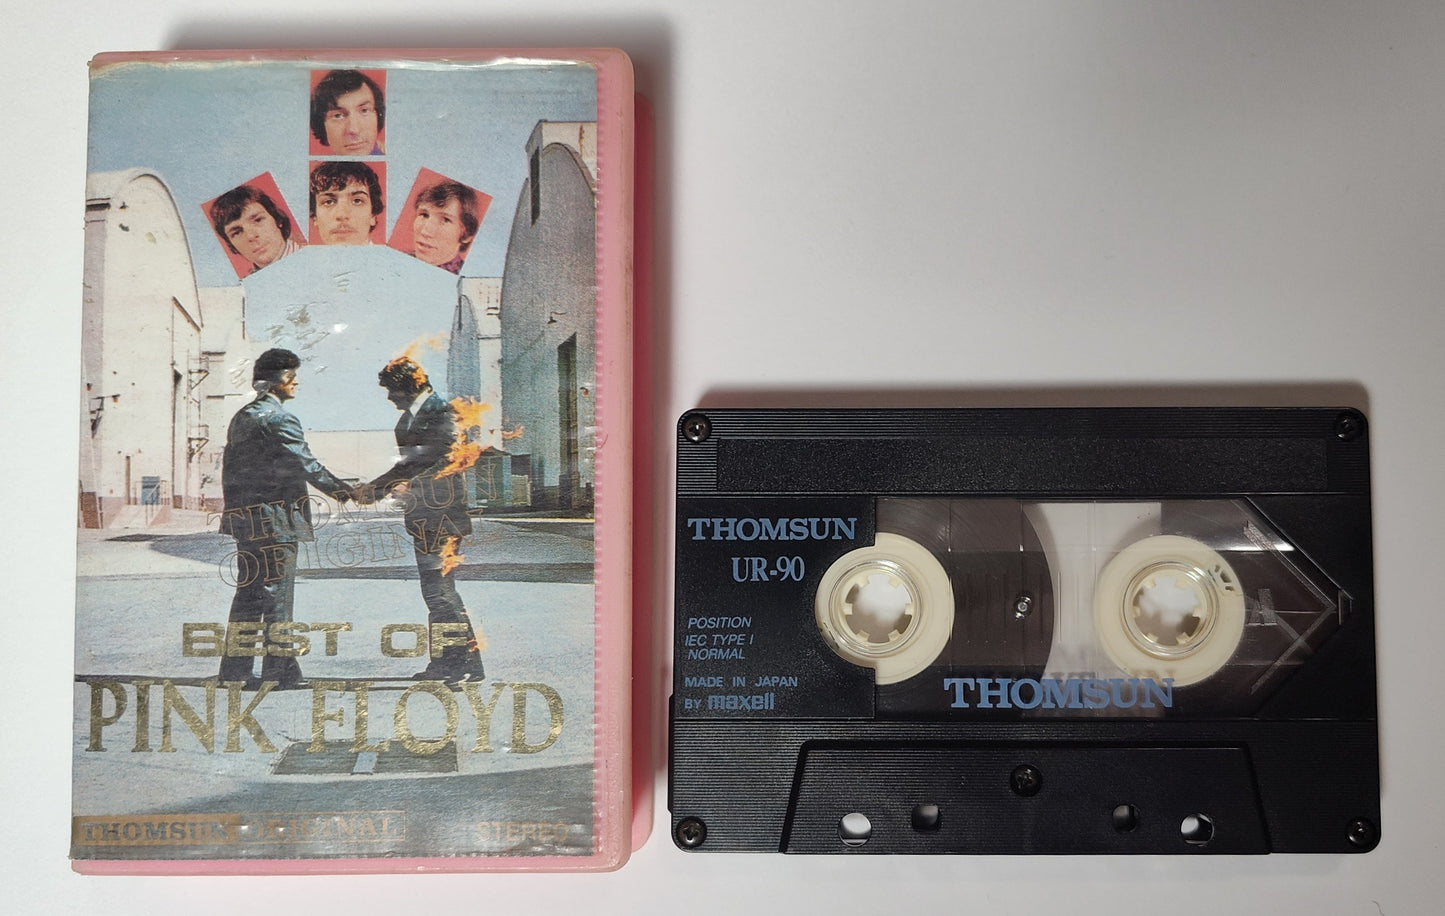 THOMSUN
ORIGINAL
BEST OF
PINK FLOYD
THOMSUN ORIGINAL
STEREO
THOMSUN
UR-90
POSITION
IEC TYPE I
NORMAL
MADE IN JAPAN
BY maxell
THOMSUN